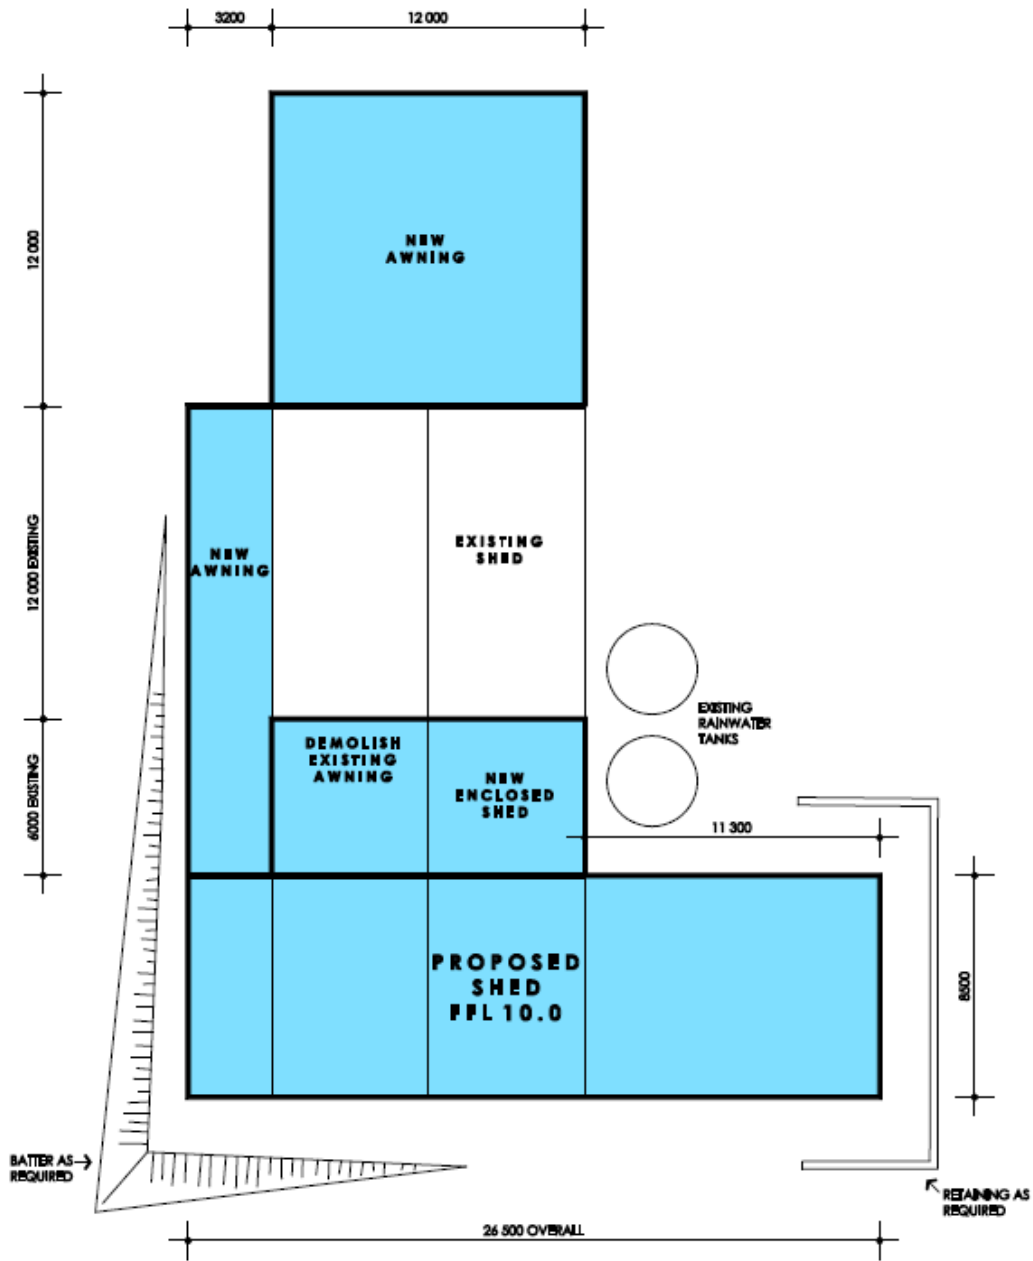 3200
12 000
12 000
NEW
AWNING
12 000 EXISTING
NEW
AWNING
EXISTING
SHED
EXISTING
RAINWATER
TANKS
6000 EXISTING
DEMOLISH
EXISTING
AWNING
NEW
ENCLOSED
SHED
11 300
PROPOSED
SHED
FFL 10.0
8500
BATTER AS
REQUIRED
RETAINING AS
REQUIRED
26 500 OVERALL